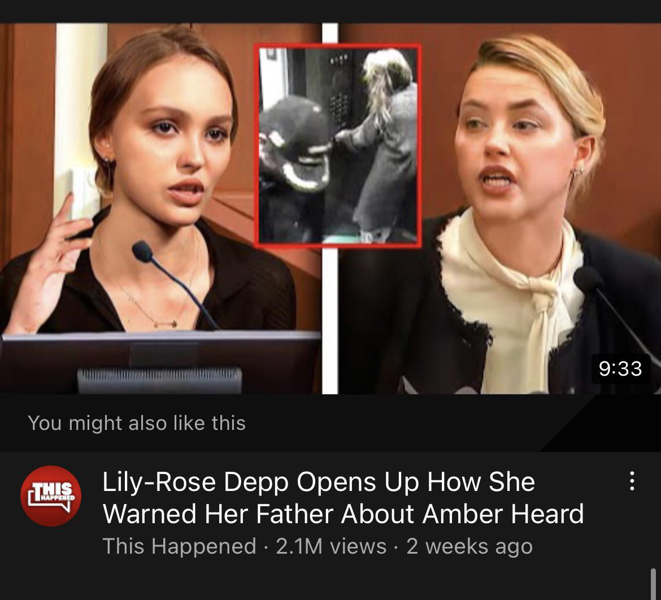 9:33
You might also like this
THIS
HAPPENED
Lily-Rose Depp Opens Up How She
Warned Her Father About Amber Heard
This Happened · 2.1M views · 2 weeks ago